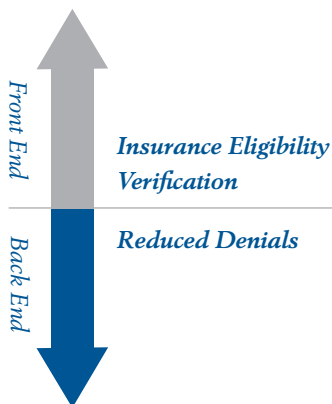 Front End
Insurance Eligibility
Verification
Back End
Reduced Denials